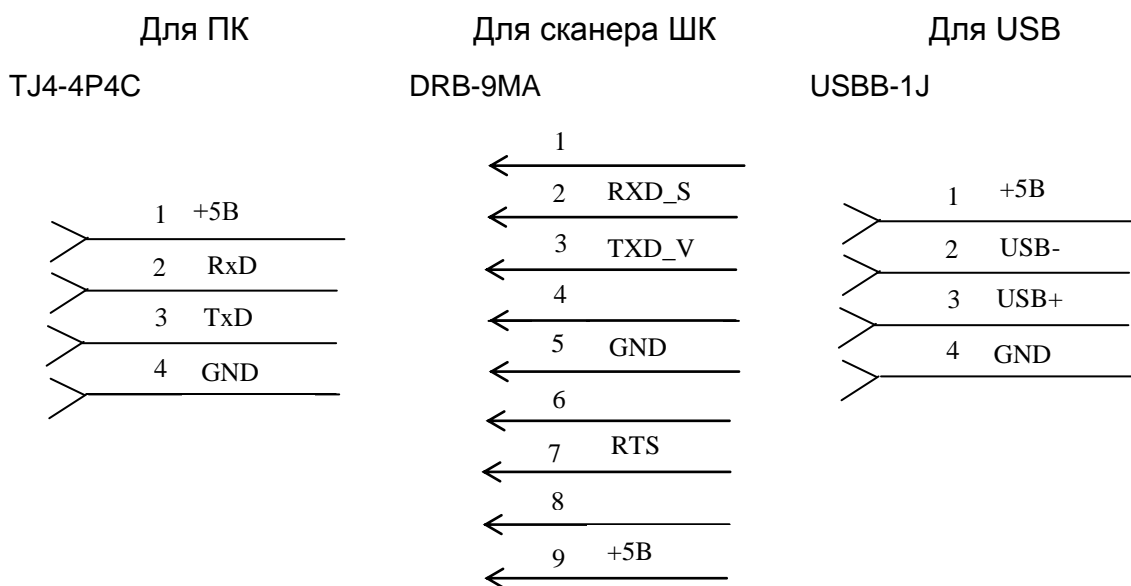 Для ПК
TJ4-4P4C
1 +5В
2 RxD
3 TxD
4 GND
Для сканера ШК
DRB-9MA
1
2 RXD_S
3 TXD_V
4
5 GND
6
7 RTS
8
9 +5В
Для USB
USBB-1J
1 +5В
2 USB-
3 USB+
4 GND